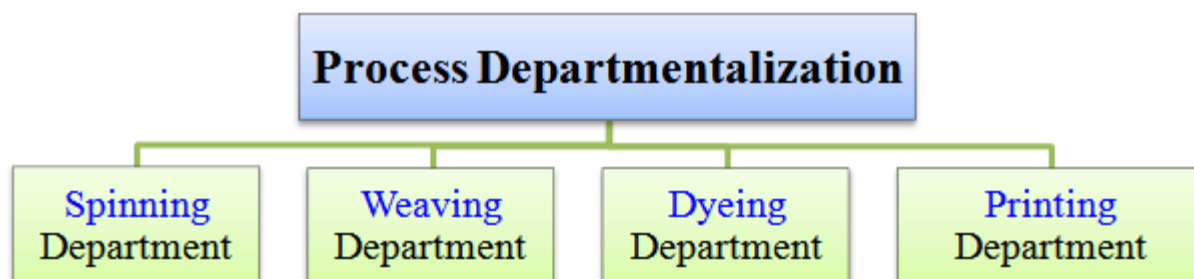 Process Departmentalization
Spinning
Department
Weaving
Department
Dyeing
Department
Printing
Department